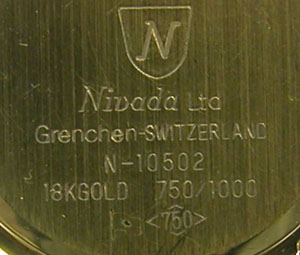 N
Nivada Ltd
Grenchen-SWITZERLAND
N-10502
18KGOLD 750/1000
<750>